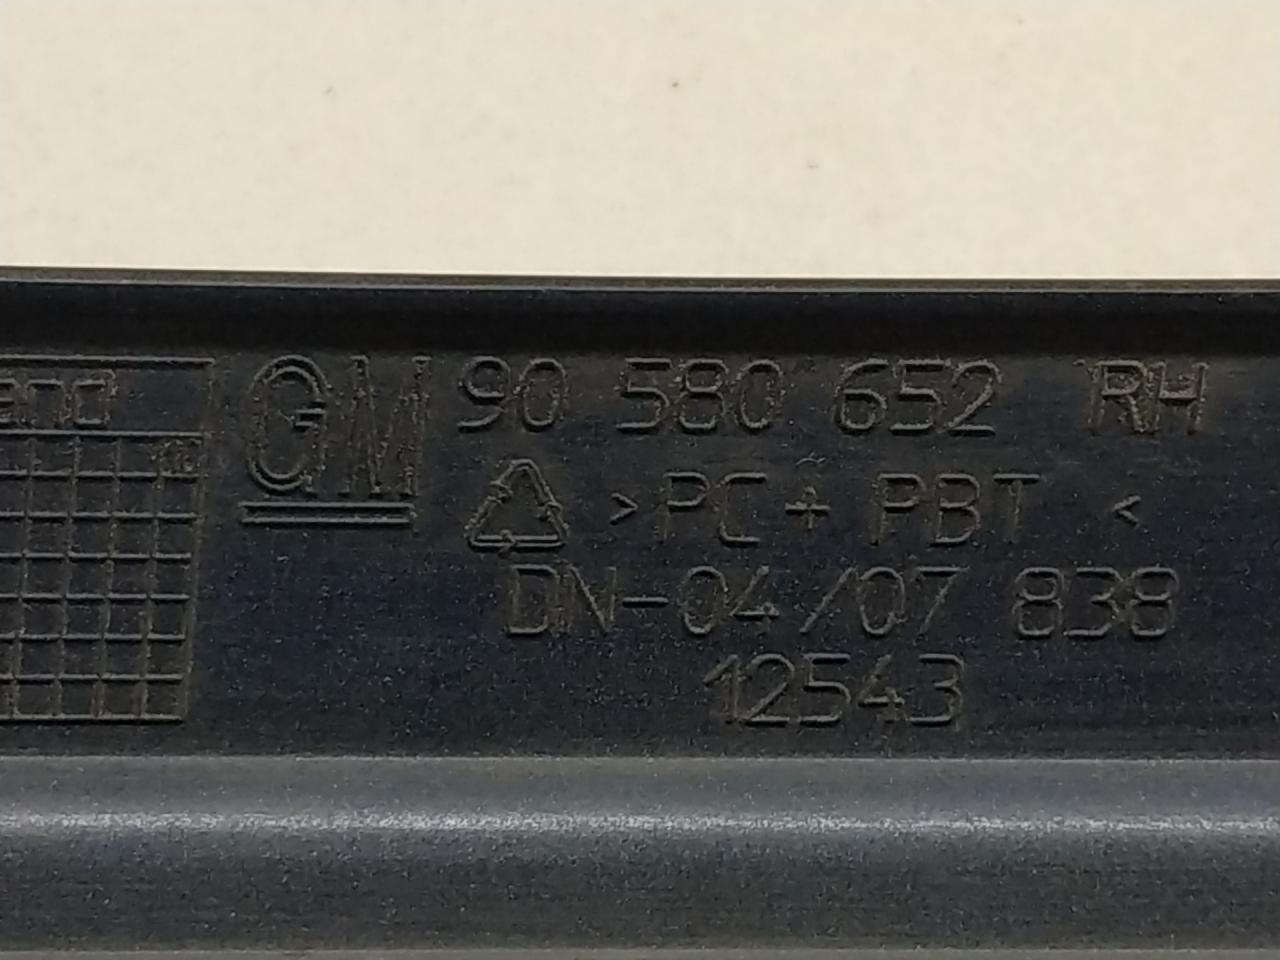 GM 90 580 652 RH
>PC + PBT<
DN-04/07 838
12543